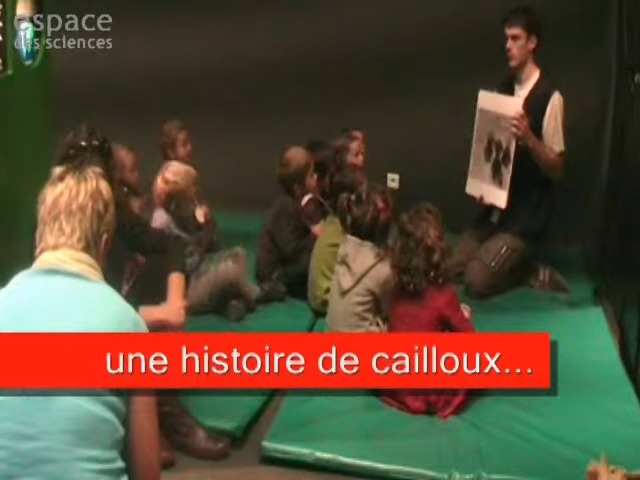 espace
des sciences
une histoire de cailloux...